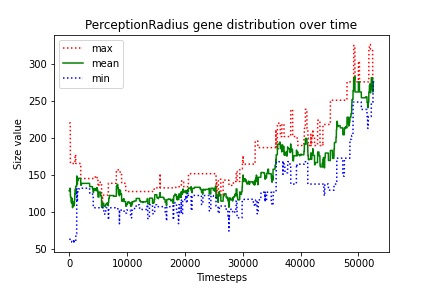 PerceptionRadius gene distribution over time
max
mean
min
Size value
300
250
200
150
100
50
0
10000
20000
30000
40000
50000
Timesteps